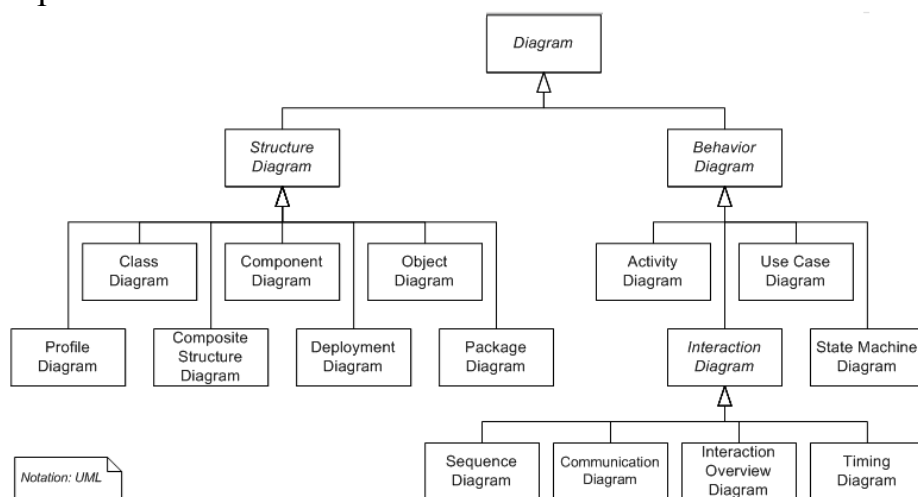 Diagram
Structure
Diagram
Behavior
Diagram
Class
Diagram
Component
Diagram
Object
Diagram
Activity
Diagram
Use Case
Diagram
Profile
Diagram
Composite
Structure
Diagram
Deployment
Diagram
Package
Diagram
Interaction
Diagram
State Machine
Diagram
Sequence
Diagram
Communication
Diagram
Interaction
Overview
Diagram
Timing
Diagram
Notation: UML